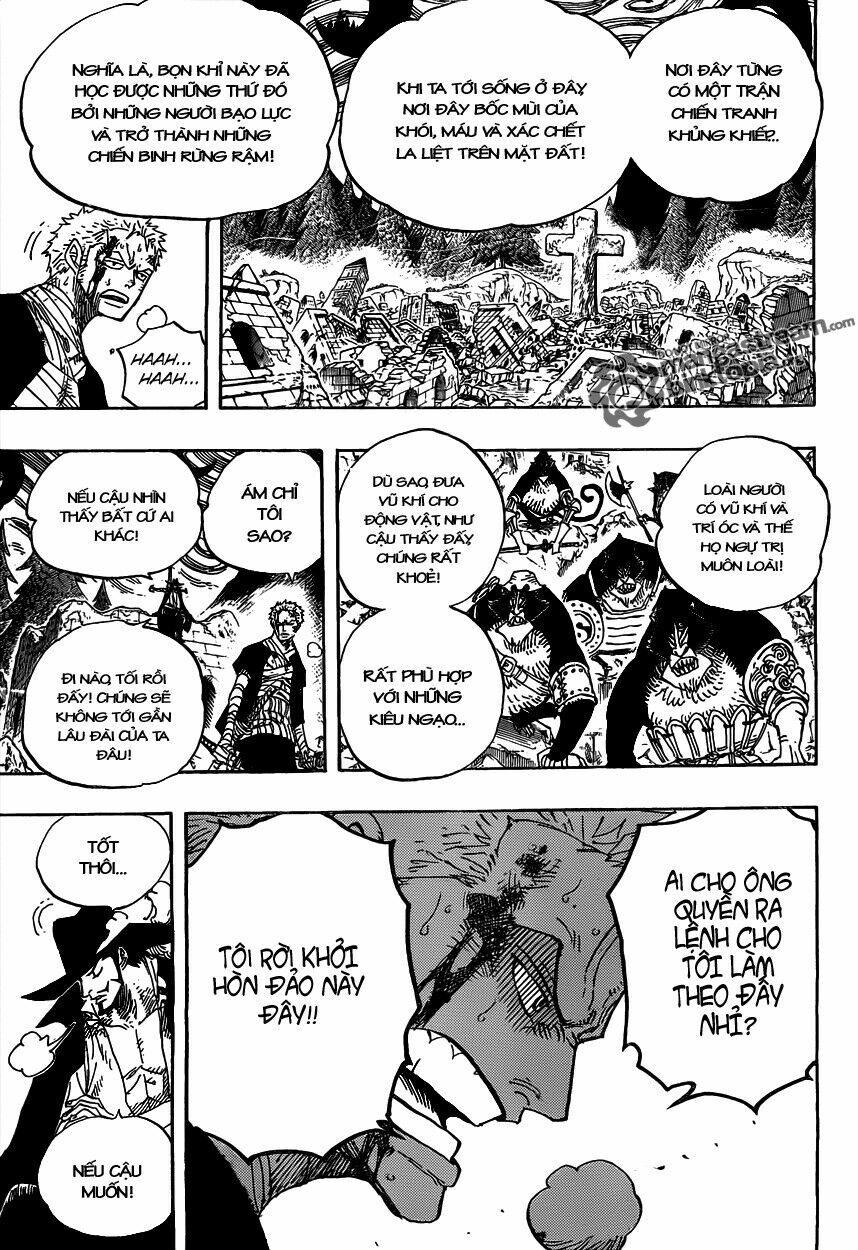 NƠI ĐÂY TỪNG
CÓ MỘT TRẬN
CHIẾN TRANH
KHỦNG KHIẾP...
KHI TA TỚI SỐNG Ở ĐÂY,
NƠI ĐÂY BỐC MÙI CỦA
KHÓI, MÁU VÀ XÁC CHẾT
LA LIỆT TRÊN MẶT ĐẤT!
NGHĨA LÀ, BỌN KHỈ NÀY ĐÃ
HỌC ĐƯỢC NHỮNG THỨ ĐÓ
BỞI NHỮNG NGƯỜI BẠO LỰC
VÀ TRỞ THÀNH NHỮNG
CHIẾN BINH RỪNG RẬM!
HAAH...
HAAH...
mangastream.com
LOÀI NGƯỜI
CÓ VŨ KHÍ VÀ
TRÍ ÓC VÀ THẾ
HỌ NGỰ TRỊ
MUÔN LOÀI!
DÙ SAO, ĐƯA
VŨ KHÍ CHO
ĐỘNG VẬT, NHƯ
CẬU THẤY ĐẤY,
CHÚNG RẤT
KHOẺ!
RẤT PHÙ HỢP
VỚI NHỮNG
KIÊU NGẠO...
ÁM CHỈ
TÔI
SAO?
NẾU CẬU NHÌN
THẤY BẤT CỨ AI
KHÁC!
ĐI NÀO, TỐI RỒI
ĐẤY! CHÚNG SẼ
KHÔNG TỚI GẦN
LÂU ĐÀI CỦA TA
ĐÂU!
AI CHO ÔNG
QUYỀN RA
LỆNH CHO
TÔI LÀM
THEO ĐẤY
NHỈ?
TÔI RỜI KHỎI
HÒN ĐẢO NÀY
ĐÂY!!
TỐT
THÔI...
NẾU CẬU
MUỐN!